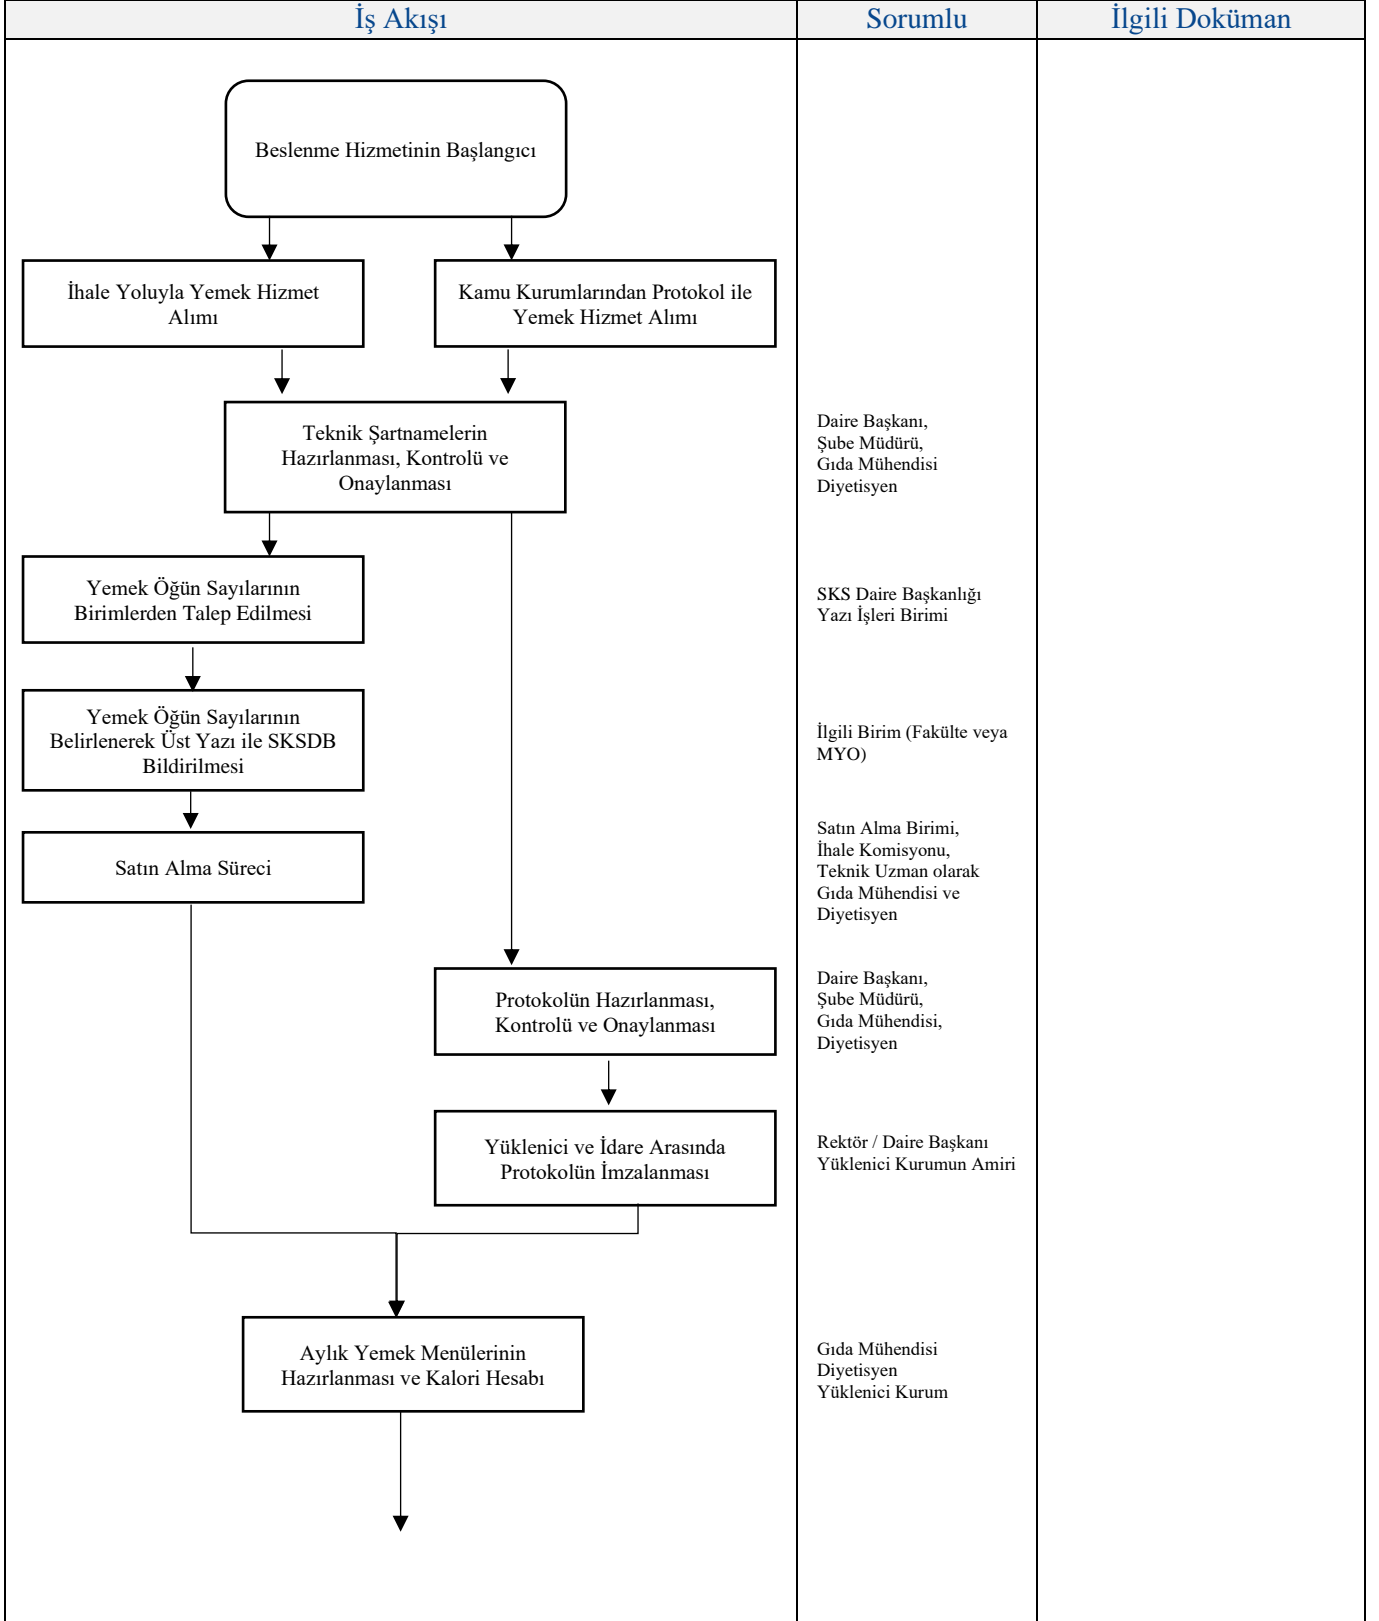 İş Akışı
Sorumlu
İlgili Doküman
Beslenme Hizmetinin Başlangıcı
İhale Yoluyla Yemek Hizmet
Alımı
Kamu Kurumlarından Protokol ile
Yemek Hizmet Alımı
Teknik Şartnamelerin
Hazırlanması, Kontrolü ve
Onaylanması
Daire Başkanı,
Şube Müdürü,
Gıda Mühendisi
Diyetisyen
Yemek Öğün Sayılarının
Birimlerden Talep Edilmesi
SKS Daire Başkanlığı
Yazı İşleri Birimi
Yemek Öğün Sayılarının
Belirlenerek Üst Yazı ile SKSDB
Bildirilmesi
İlgili Birim (Fakülte veya
MYO)
Satın Alma Süreci
Satın Alma Birimi,
İhale Komisyonu,
Teknik Uzman olarak
Gıda Mühendisi ve
Diyetisyen
Protokolün Hazırlanması,
Kontrolü ve Onaylanması
Daire Başkanı,
Şube Müdürü,
Gıda Mühendisi,
Diyetisyen
Yüklenici ve İdare Arasında
Protokolün İmzalanması
Rektör / Daire Başkanı
Yüklenici Kurumun Amiri
Aylık Yemek Menülerinin
Hazırlanması ve Kalori Hesabı
Gıda Mühendisi
Diyetisyen
Yüklenici Kurum